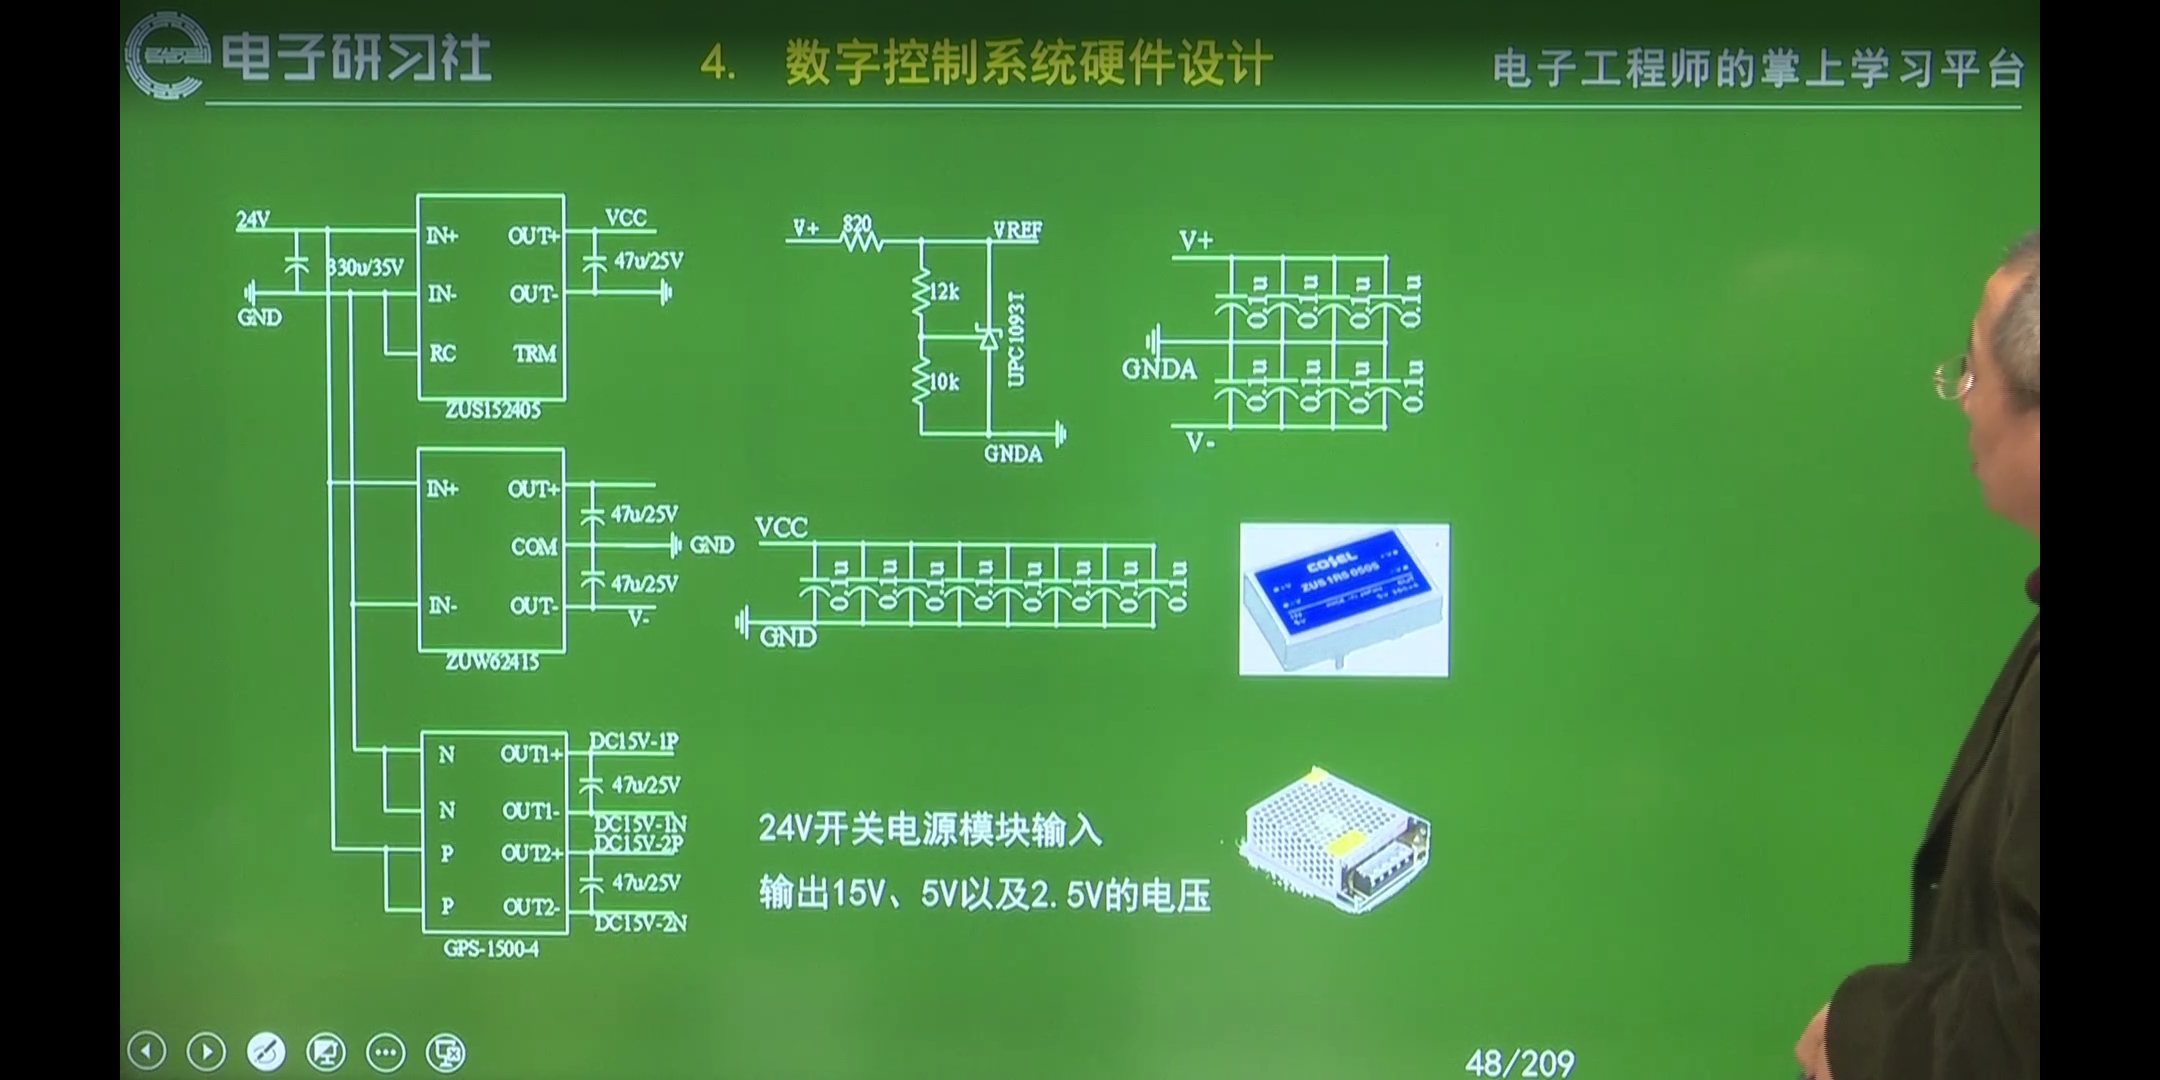 电子研习社
4. 数字控制系统硬件设计
电子工程师的掌上学习平台
24V
330u/35V
GND
IN+ OUT+
IN- OUT-
RC TRM
ZUS152405
VCC
47u/25V
IN+ OUT+
COM
IN- OUT-
ZUW62415
47u/25V
GND
47u/25V
V-
N OUT1+
N OUT1-
P OUT2+
P OUT2-
GPS-1500-4
DC15V-1P
47u/25V
DC15V-1N
DC15V-2P
47u/25V
DC15V-2N
V+
820
VREF
12k
10k
UPC1093T
GNDA
V+
0.1u 0.1u 0.1u 0.1u
GNDA
0.1u 0.1u 0.1u 0.1u
V-
VCC
0.1u 0.1u 0.1u 0.1u 0.1u 0.1u 0.1u 0.1u
GND
COSEL
ZUS1R50505
24V开关电源模块输入
输出15V、5V以及2.5V的电压
48/209